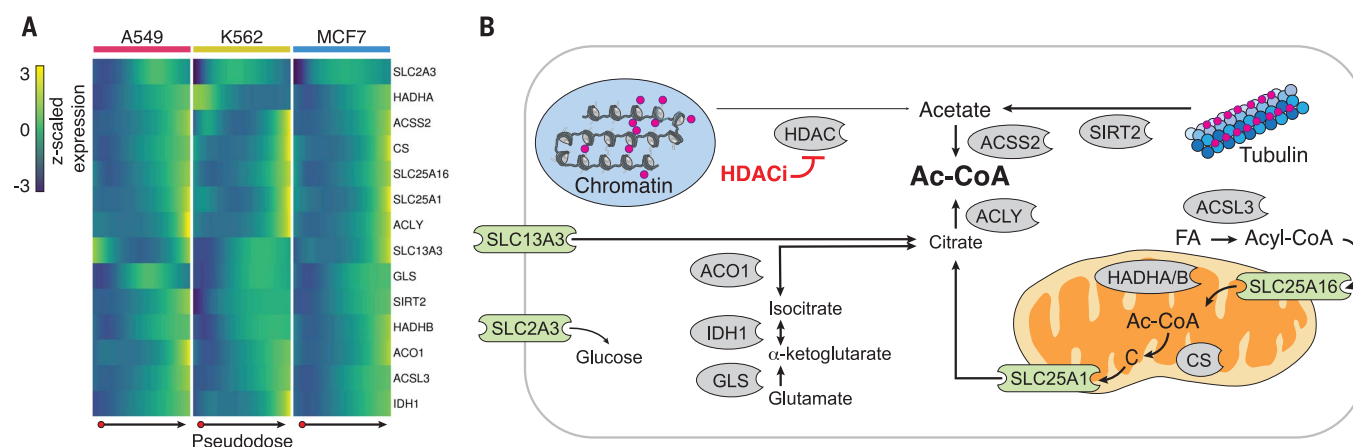 A
A549
K562
MCF7
3
0
-3
z-scaled
expression
SLC2A3
HADHA
ACSS2
CS
SLC25A16
SLC25A1
ACLY
SLC13A3
GLS
SIRT2
HADHB
ACO1
ACSL3
IDH1
Pseudodose
B
Chromatin
HDAC
HDACi
Acetate
ACSS2
SIRT2
Tubulin
Ac-CoA
ACLY
Citrate
SLC13A3
ACO1
Isocitrate
IDH1
α-ketoglutarate
GLS
Glutamate
SLC2A3
Glucose
ACSL3
FA
Acyl-CoA
HADHA/B
SLC25A16
Ac-CoA
C
CS
SLC25A1